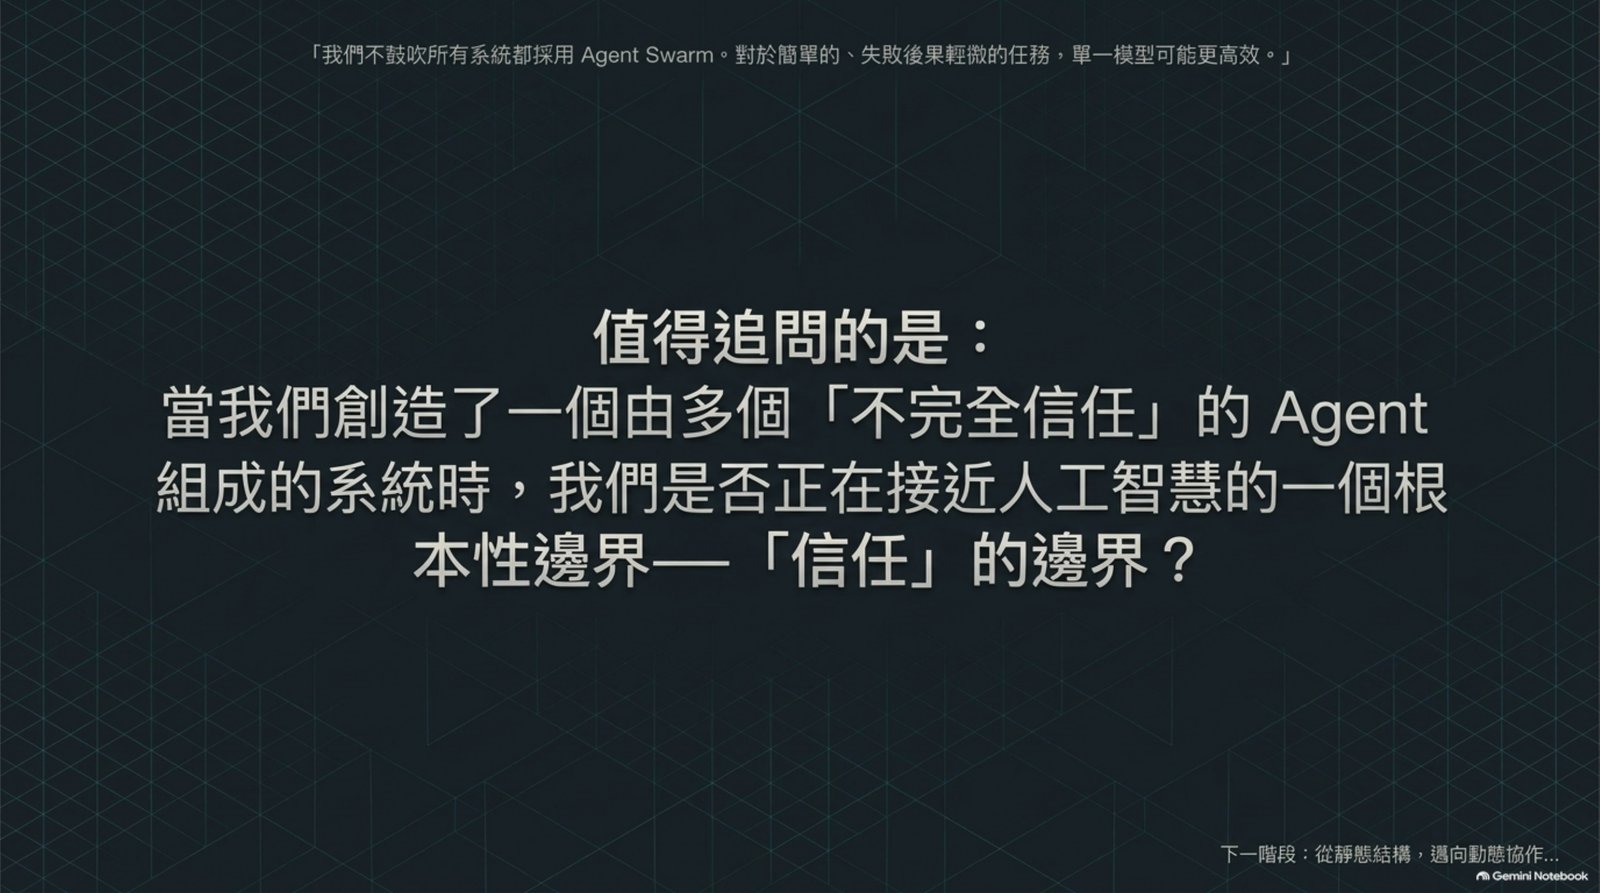 「我們不鼓吹所有系統都採用 Agent Swarm。對於簡單的、失敗後果輕微的任務，單一模型可能更高效。」
值得追問的是：
當我們創造了一個由多個「不完全信任」的 Agent
組成的系統時，我們是否正在接近人工智慧的一個根
本性邊界——「信任」的邊界？
下一階段：從靜態結構，邁向動態協作...
Gemini Notebook